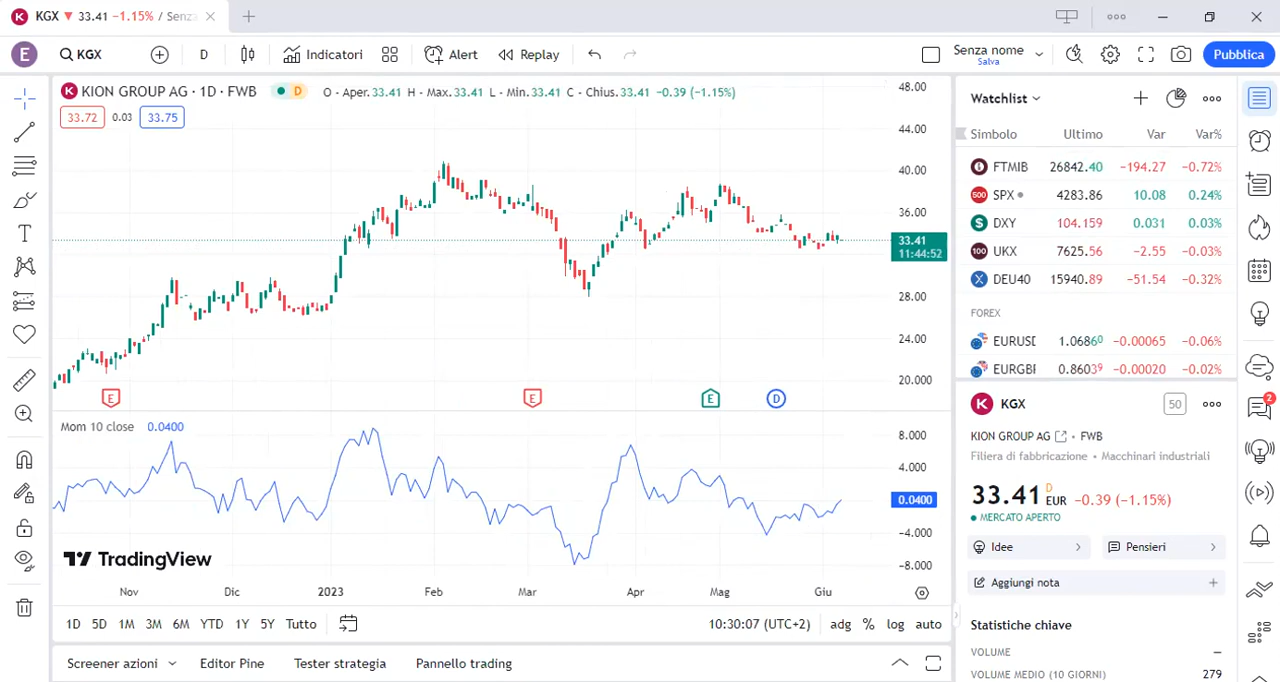 KGX ▼ 33.41 −1.15% / Senza
E
KGX
D
Indicatori
Alert
Replay
Senza nome
Salva
Pubblica
KION GROUP AG · 1D · FWB
D
O - Aper.33.41 H - Max.33.41 L - Min.33.41 C - Chius.33.41 −0.39 (−1.15%)
33.72
0.03
33.75
48.00
44.00
40.00
36.00
33.41
11:44:52
28.00
24.00
20.000
E
E
E
D
Mom 10 close 0.0400
8.000
4.000
0.0400
−4.000
−8.000
TradingView
Nov
Dic
2023
Feb
Mar
Apr
Mag
Giu
1D 5D 1M 3M 6M YTD 1Y 5Y Tutto
10:30:07 (UTC+2)
adg % log auto
Screener azioni
Editor Pine
Tester strategia
Pannello trading
Watchlist
Simbolo Ultimo Var Var%
FTMIB 26842.40 −194.27 −0.72%
500 SPX 4283.86 10.08 0.24%
DXY 104.159 0.031 0.03%
100 UKX 7625.56 −2.55 −0.03%
DEU40 15940.89 −51.54 −0.32%
FOREX
EURUSD 1.06860 −0.00065 −0.06%
EURGBP 0.86039 −0.00020 −0.02%
K KGX
50
KION GROUP AG • FWB
Filiera di fabbricazione • Macchinari industriali
33.41 D EUR −0.39 (−1.15%)
MERCATO APERTO
Idee
Pensieri
Aggiungi nota
Statistiche chiave
VOLUME –
VOLUME MEDIO (10 GIORNI) 279
2